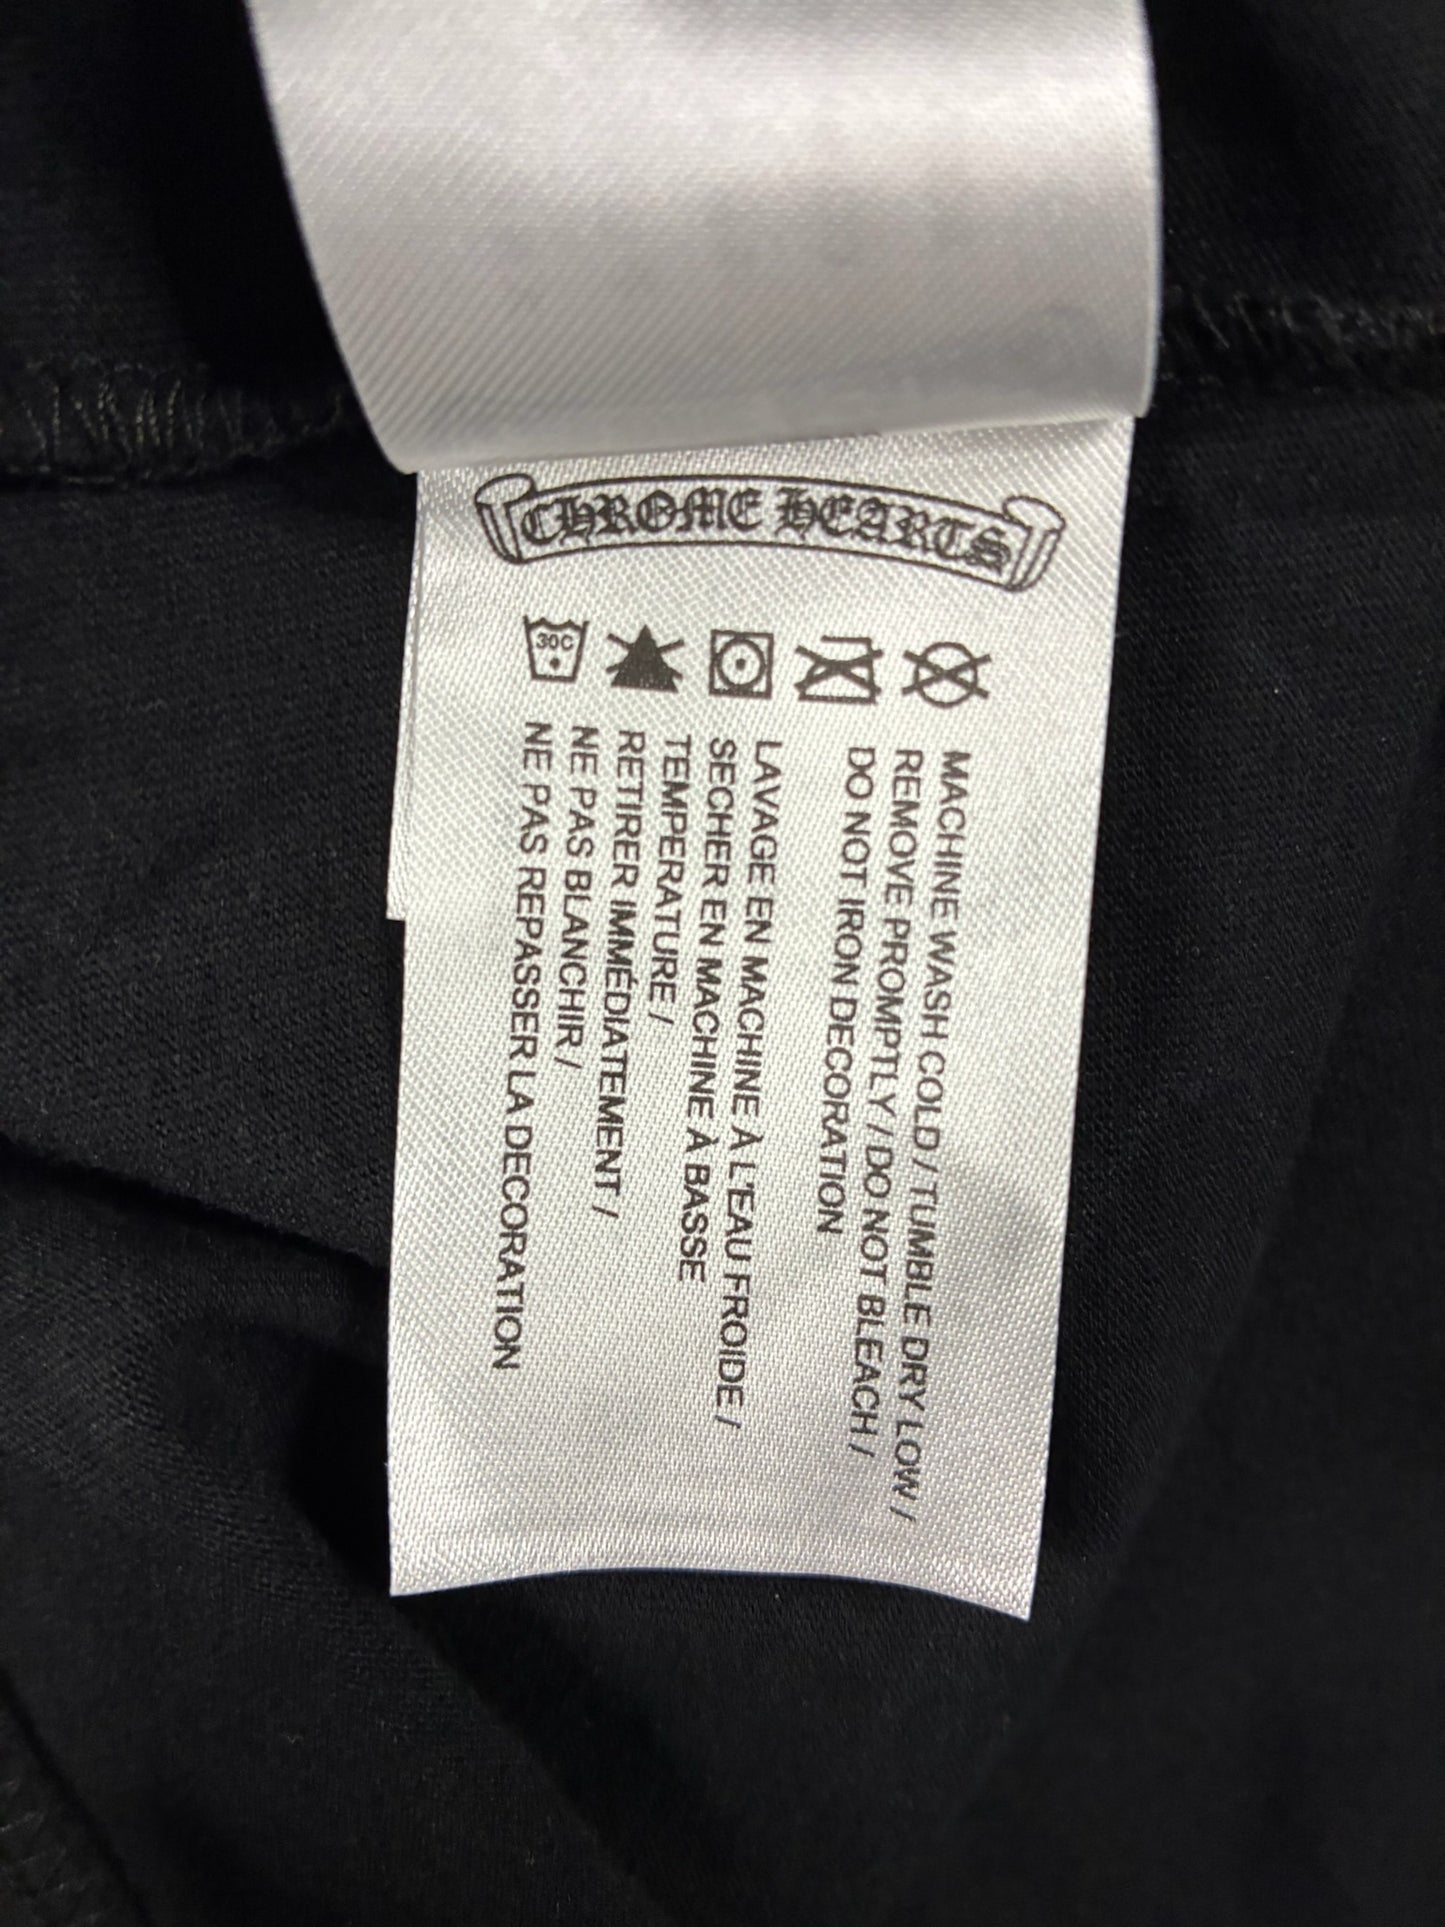 CHROME HEARTS
30C
MACHINE WASH COLD / TUMBLE DRY LOW /
REMOVE PROMPTLY / DO NOT BLEACH /
DO NOT IRON DECORATION
LAVAGE EN MACHINE À L'EAU FROIDE /
SECHER EN MACHINE À BASSE
TEMPERATURE /
RETIRER IMMÉDIATEMENT /
NE PAS BLANCHIR /
NE PAS REPASSER LA DECORATION